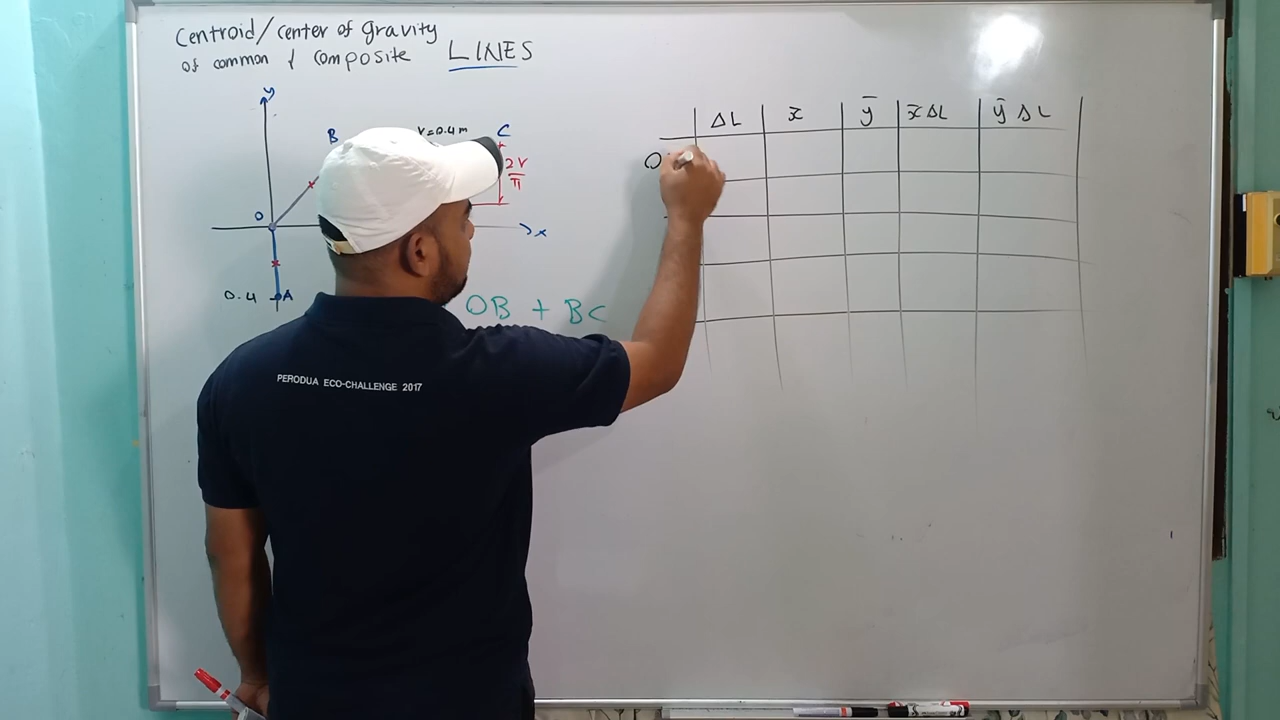 Centroid/center of gravity
of common & composite LINES
y
B
r=0.4m
C
2r
π
O
x
0.4
A
OB + BC
ΔL x̄ ȳ x̄ΔL ȳ ΔL
O
PERODUA ECO-CHALLENGE 2017